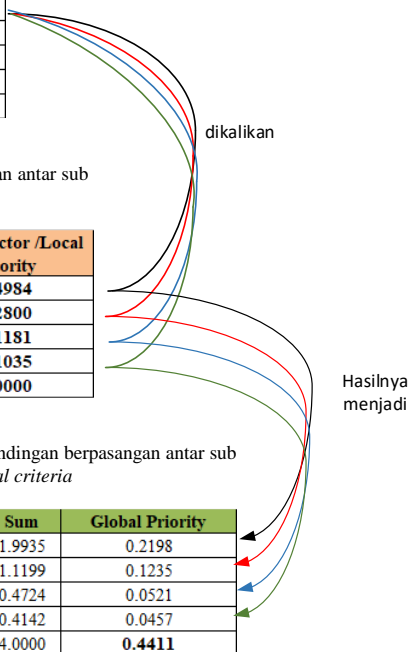 dikalikan
an antar sub
ctor /Local
ority
4984
2800
1181
1035
0000
Hasilnya
menjadi
ndingan berpasangan antar sub
al criteria
Sum Global Priority
1.9935 0.2198
1.1199 0.1235
0.4724 0.0521
0.4142 0.0457
4.0000 0.4411